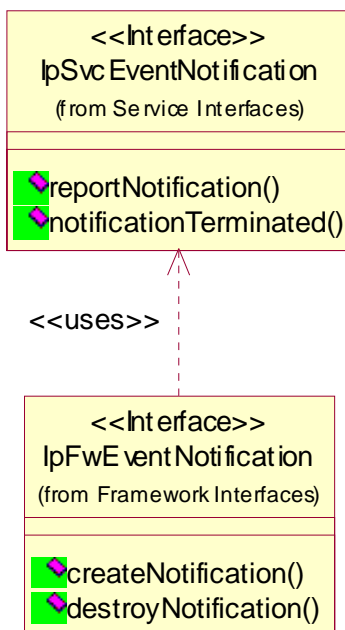 <<Interface>>
IpSvcEventNotification
(from Service Interfaces)
reportNotification()
notificationTerminated()
<<uses>>
<<Interface>>
IpFwEventNotification
(from Framework Interfaces)
createNotification()
destroyNotification()